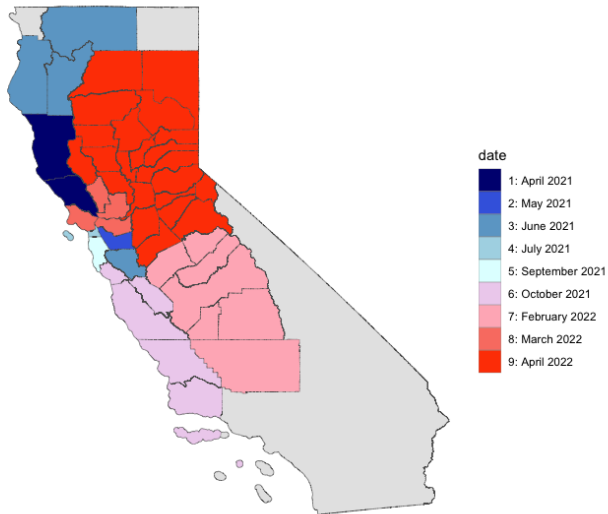 date
1: April 2021
2: May 2021
3: June 2021
4: July 2021
5: September 2021
6: October 2021
7: February 2022
8: March 2022
9: April 2022